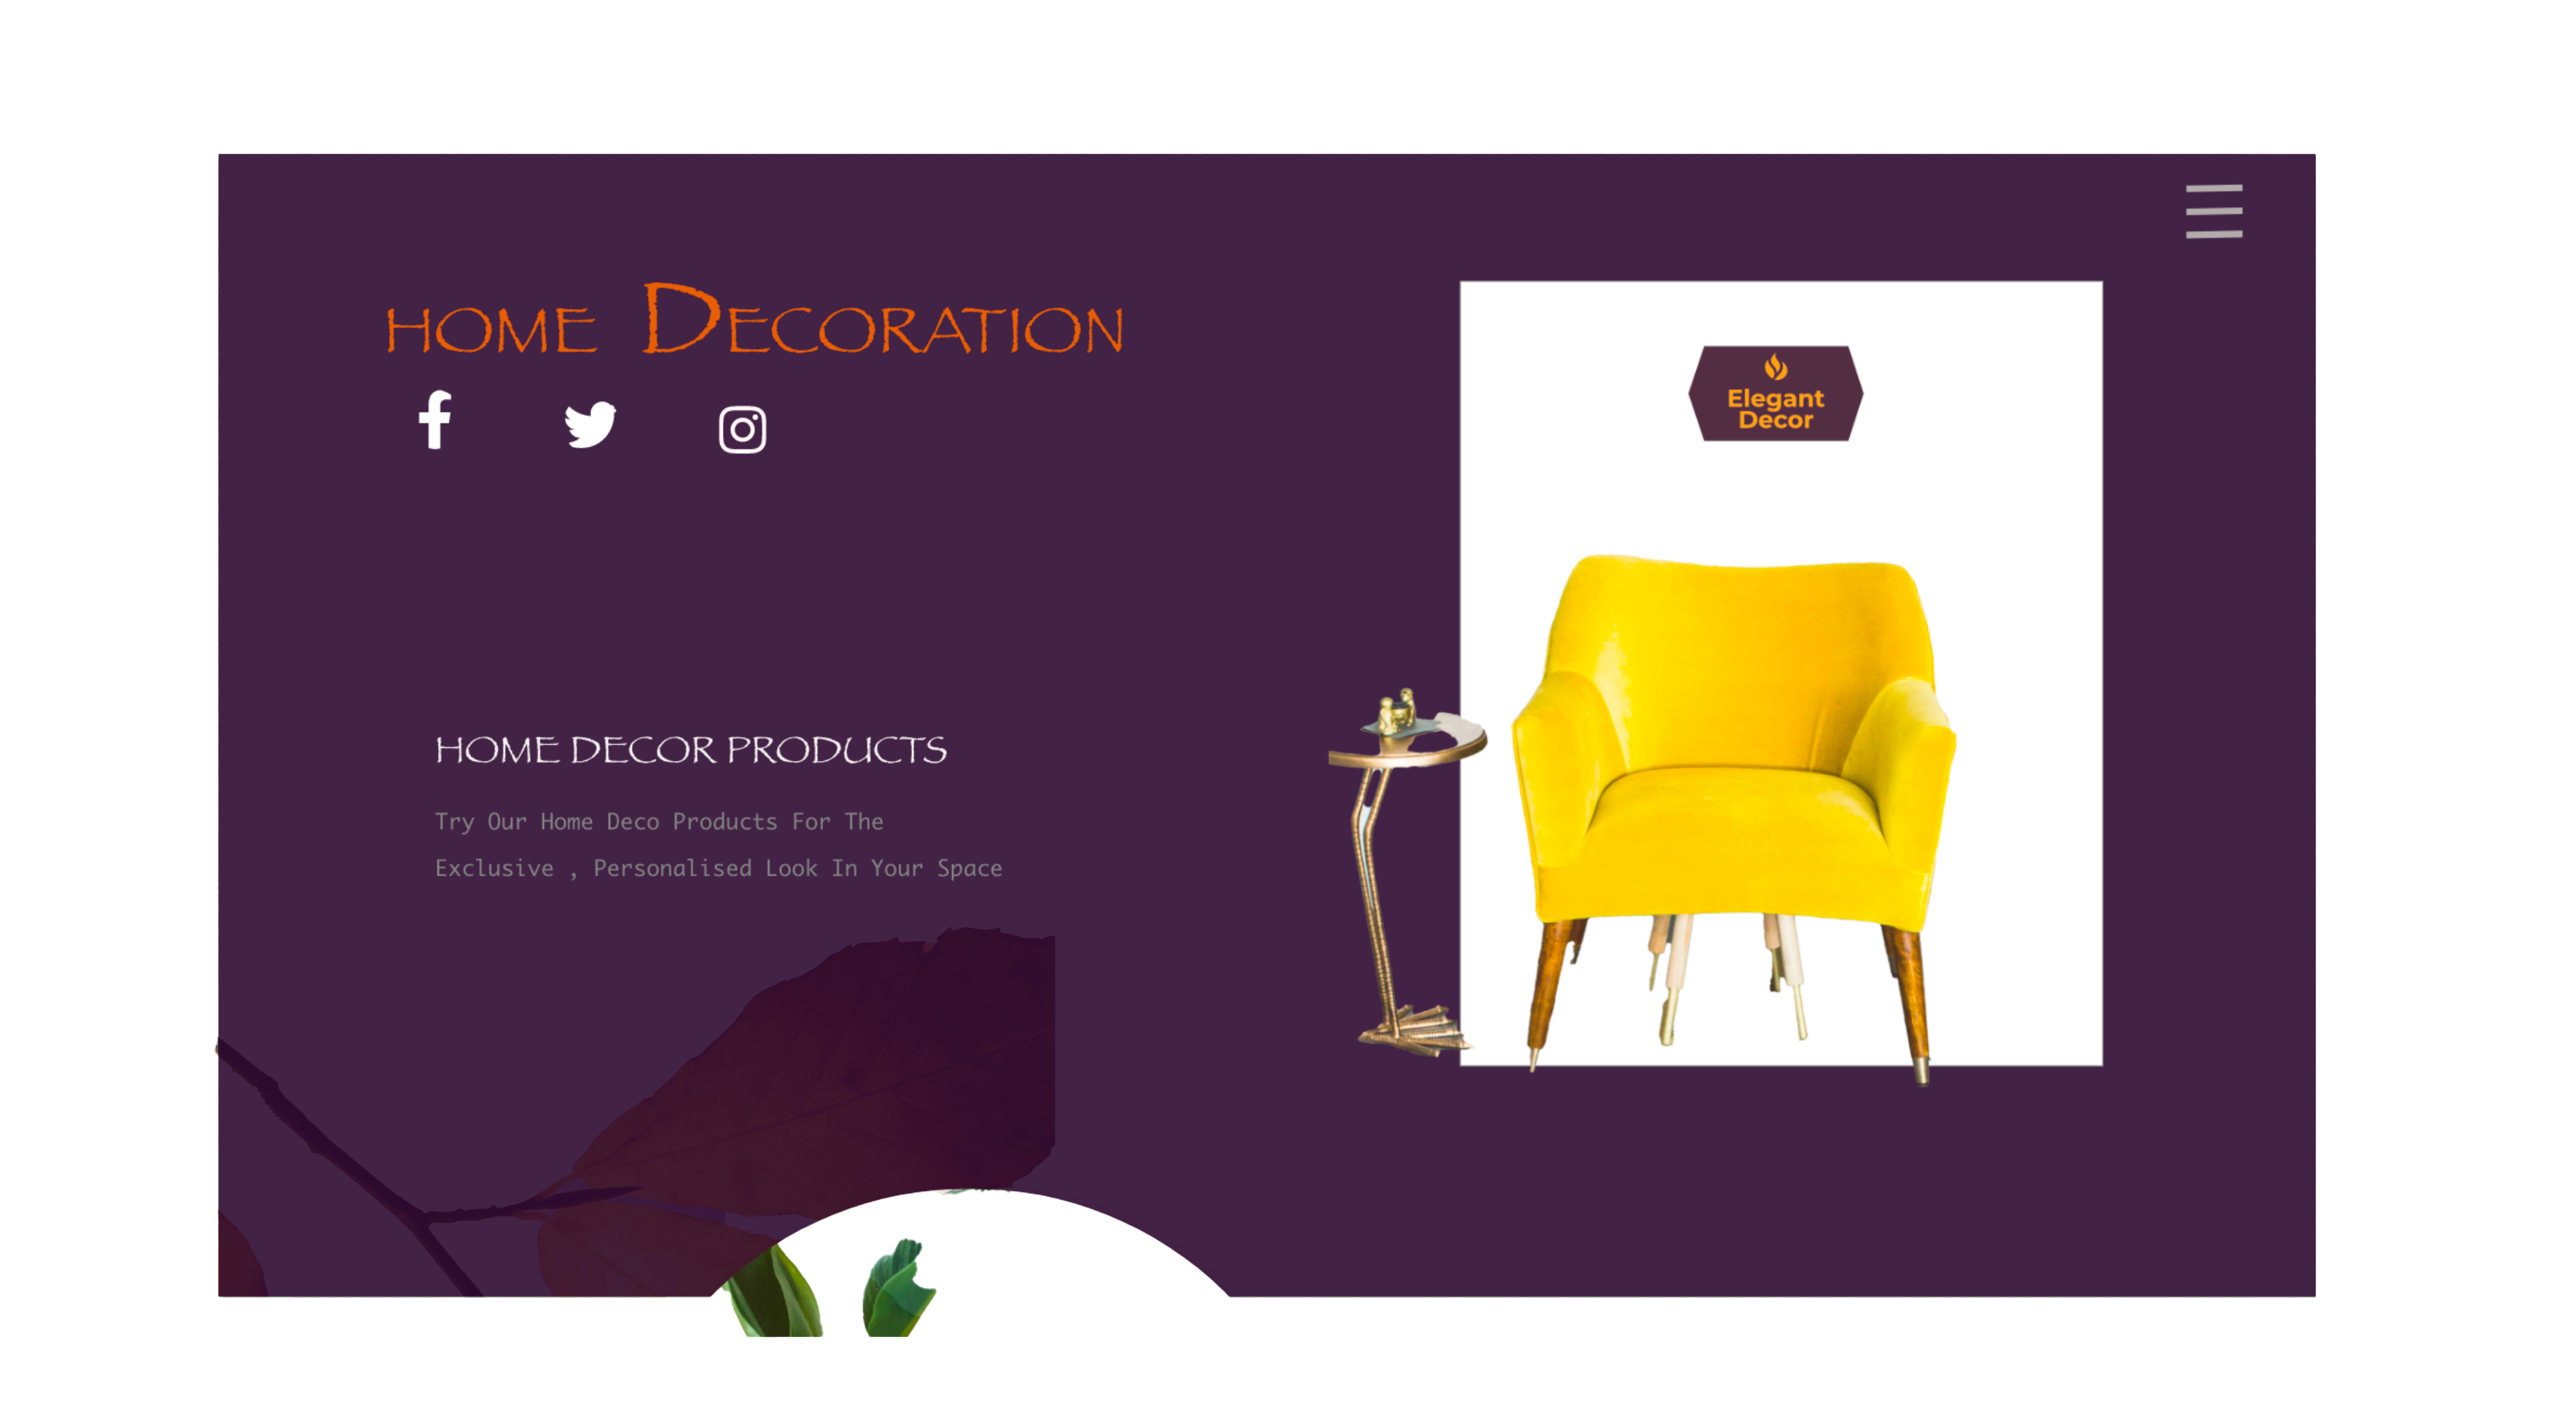 HOME DECORATION
Elegant
Decor
HOME DECOR PRODUCTS
Try Our Home Deco Products For The
Exclusive , Personalised Look In Your Space